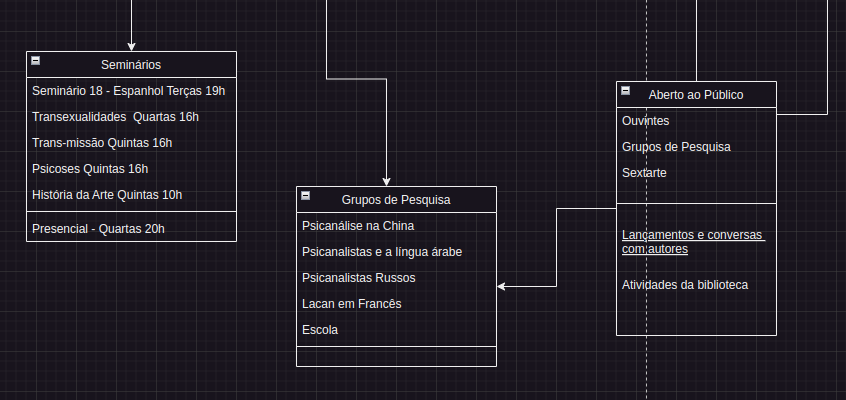 Seminários
Seminário 18 - Espanhol Terças 19h
Transexualidades  Quartas 16h
Trans-missão Quintas 16h
Psicoses Quintas 16h
História da Arte Quintas 10h
Presencial - Quartas 20h
Grupos de Pesquisa
Psicanálise na China
Psicanalistas e a língua árabe
Psicanalistas Russos
Lacan em Francês
Escola
Aberto ao Público
Ouvintes
Grupos de Pesquisa
Sextarte
Lançamentos e conversas
com autores
Atividades da biblioteca